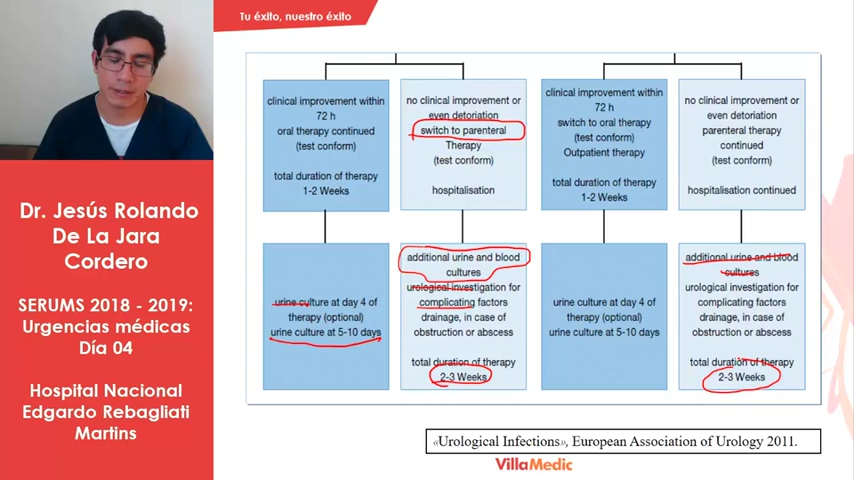 Tu éxito, nuestro éxito
Dr. Jesús Rolando
De La Jara
Cordero
SERUMS 2018 - 2019:
Urgencias médicas
Día 04
Hospital Nacional
Edgardo Rebagliati
Martins
clinical improvement within
72 h
oral therapy continued
(test conform)
total duration of therapy
1-2 Weeks
no clinical improvement or
even detorioration
switch to parenteral
Therapy
(test conform)
hospitalisation
clinical improvement within
72 h
switch to oral therapy
(test conform)
Outpatient therapy
total duration of therapy
1-2 Weeks
no clinical improvement or
even detorioration
parenteral therapy
continued
(test conform)
hospitalisation continued
urine culture at day 4 of
therapy (optional)
urine culture at 5-10 days
additional urine and blood
cultures
urological investigation for
complicating factors
drainage, in case of
obstruction or abscess
total duration of therapy
2-3 Weeks
urine culture at day 4 of
therapy (optional)
urine culture at 5-10 days
additional urine and blood
cultures
urological investigation for
complicating factors
drainage, in case of
obstruction or abscess
total duration of therapy
2-3 Weeks
«Urological Infections», European Association of Urology 2011.
VillaMedic